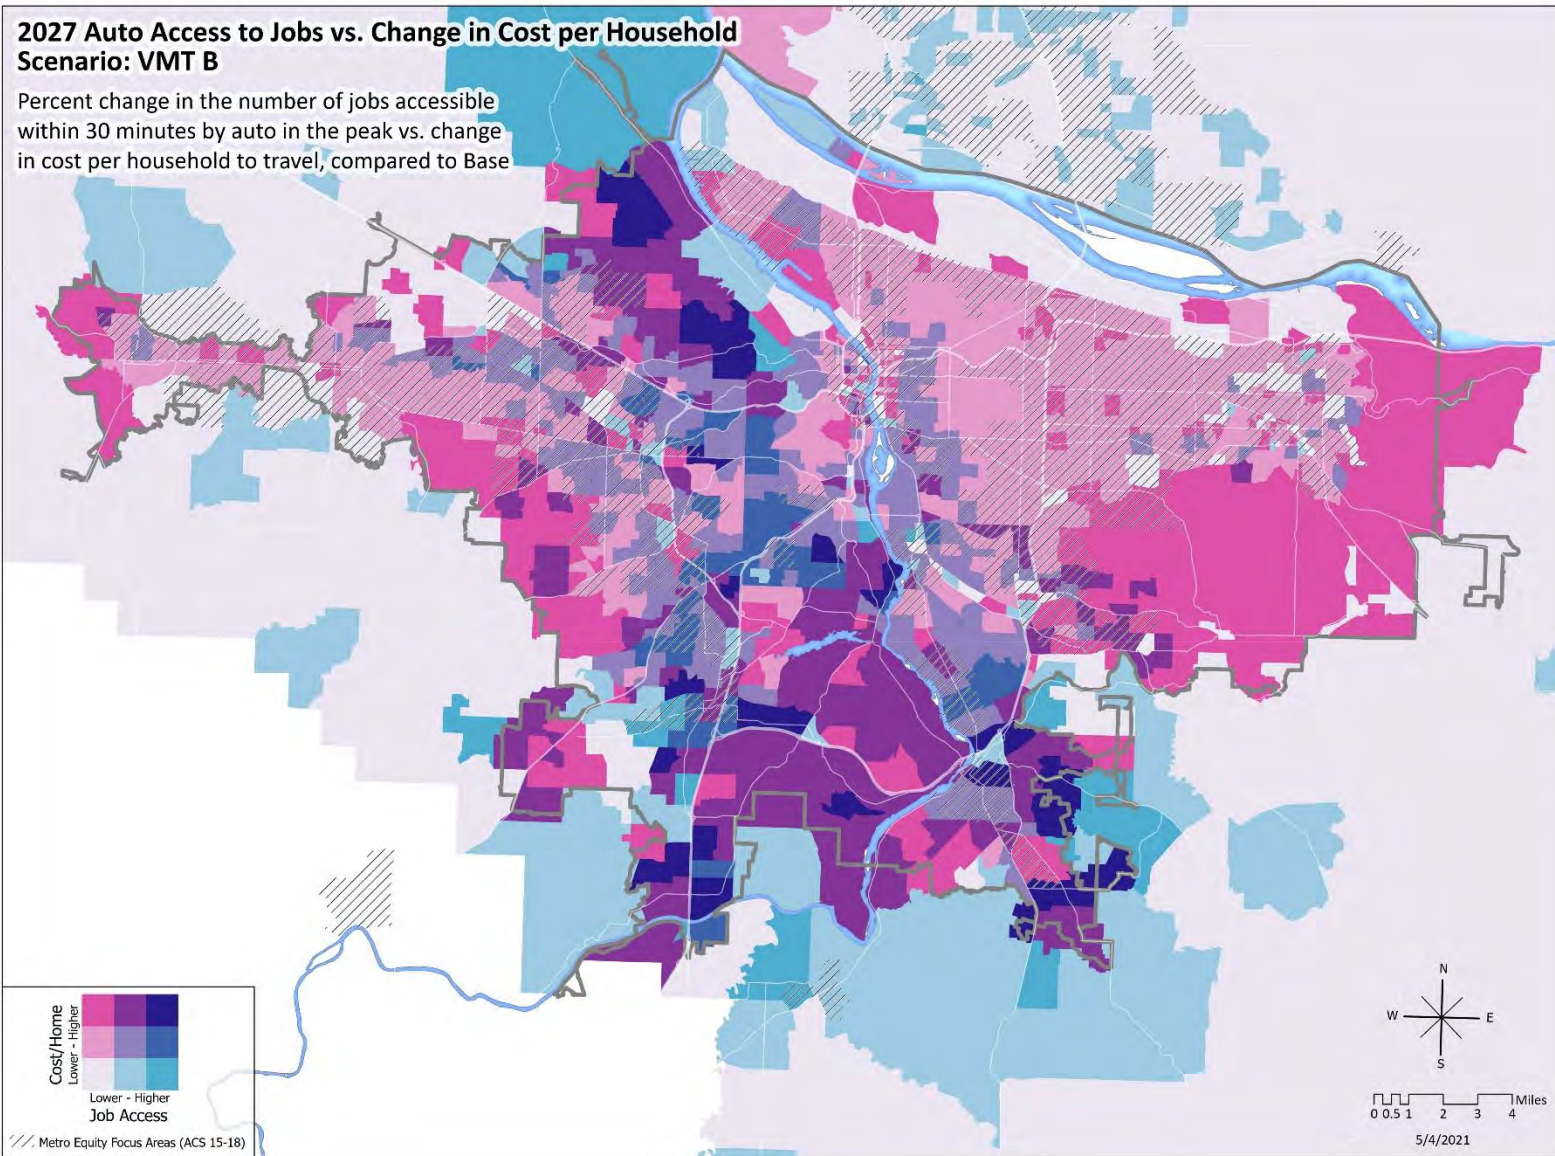 2027 Auto Access to Jobs vs. Change in Cost per Household
Scenario: VMT B
Percent change in the number of jobs accessible
within 30 minutes by auto in the peak vs. change
in cost per household to travel, compared to Base
Cost/Home
Lower - Higher
Lower - Higher
Job Access
Metro Equity Focus Areas (ACS 15-18)
N
W E
S
0 0.5 1 2 3 4 Miles
5/4/2021